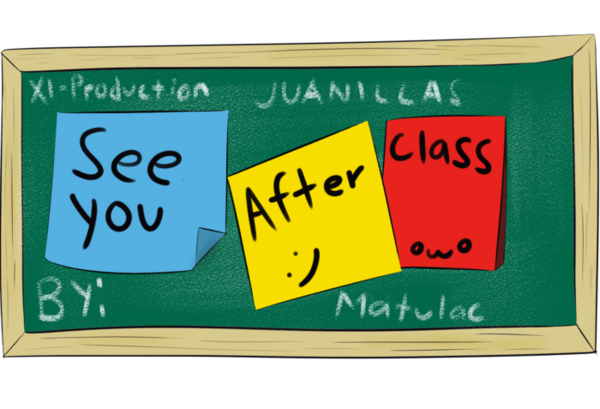 XI-Production
JUANILLAS
See
you
After
:)
Class
owo
BY:
Matulac